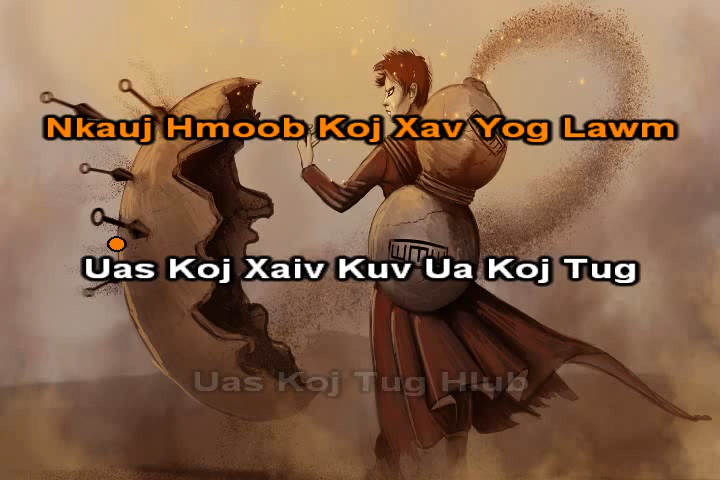 Nkauj Hmoob Koj Xav Yog Lawm
Uas Koj Xaiv Kuv Ua Koj Tug
Uas Koj Tug Hlub